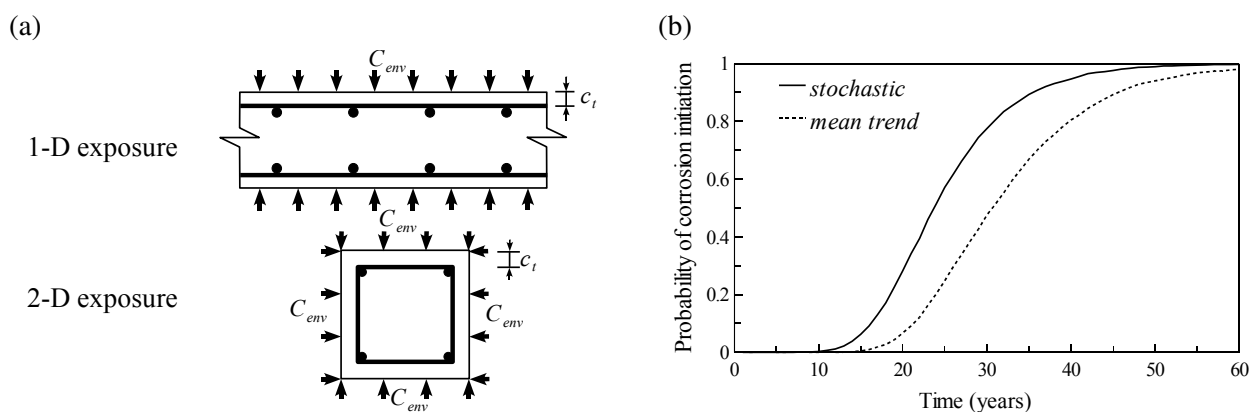 (a)
C_env
c_t
1-D exposure
C_env
c_t
2-D exposure
C_env
C_env
C_env
(b)
Probability of corrosion initiation
1
0.8
0.6
0.4
0.2
0
stochastic
mean trend
0 10 20 30 40 50 60
Time (years)